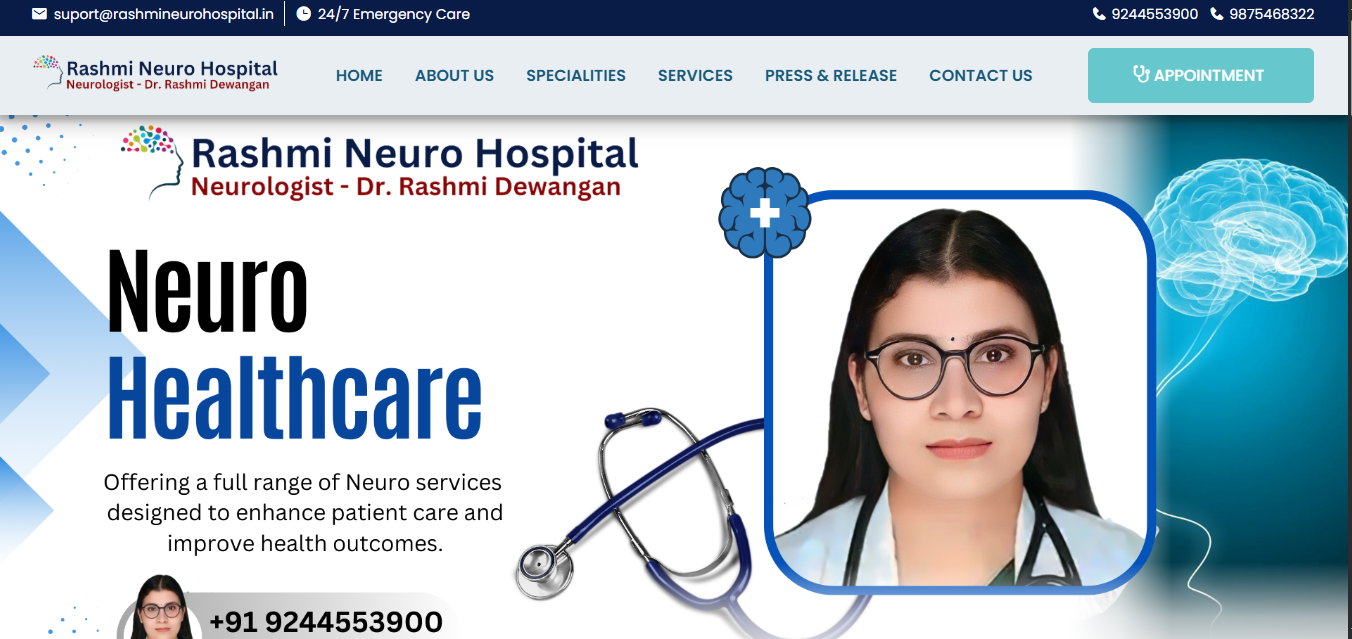 suport@rashmineurohospital.in 24/7 Emergency Care 9244553900 9875468322
Rashmi Neuro Hospital
Neurologist - Dr. Rashmi Dewangan
HOME ABOUT US SPECIALITIES SERVICES PRESS & RELEASE CONTACT US APPOINTMENT
Rashmi Neuro Hospital
Neurologist - Dr. Rashmi Dewangan
Neuro
Healthcare
Offering a full range of Neuro services
designed to enhance patient care and
improve health outcomes.
+91 9244553900